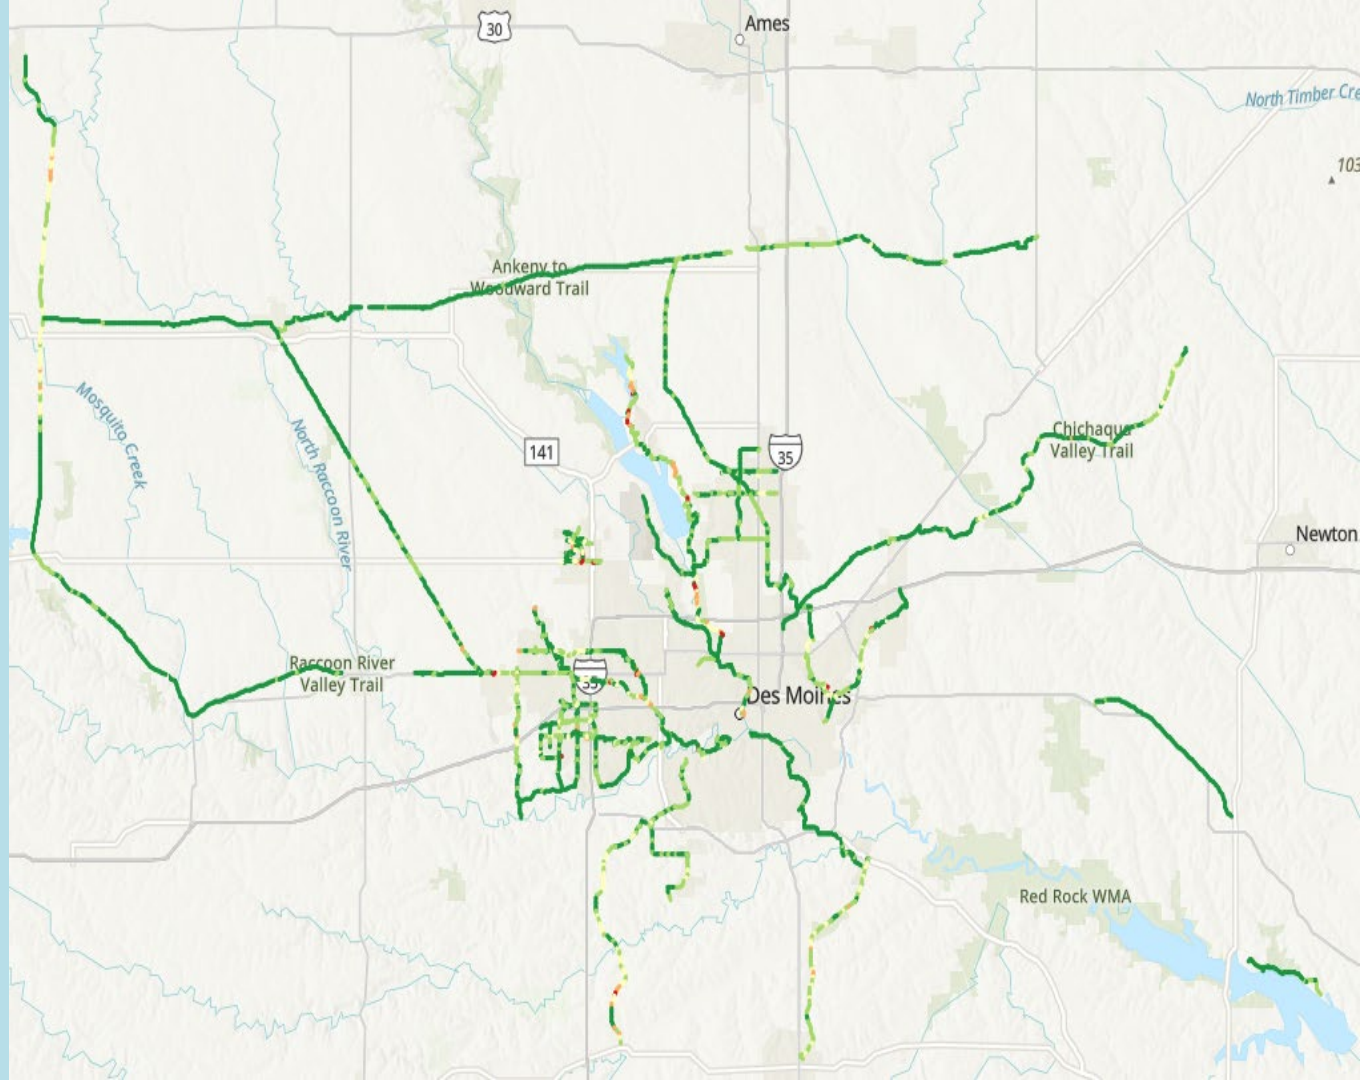 30
Ames
North Timber Cre
103
Ankeny to
Woodward Trail
Mosquito Creek
North Raccoon River
141
35
Chichaqua
Valley Trail
Newton
Raccoon River
Valley Trail
35
Des Moines
Red Rock WMA